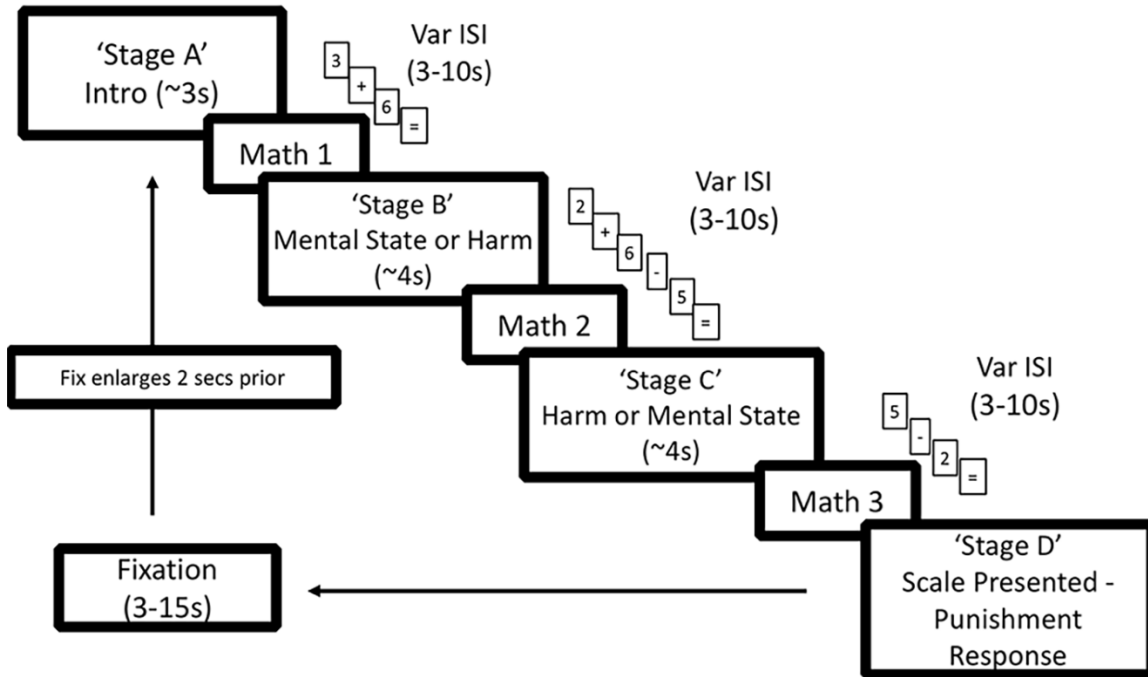 ‘Stage A’
Intro (~3s)
3
+
6
=
Var ISI
(3-10s)
Math 1
‘Stage B’
Mental State or Harm
(~4s)
2
+
6
-
5
=
Var ISI
(3-10s)
Math 2
‘Stage C’
Harm or Mental State
(~4s)
5
-
2
=
Var ISI
(3-10s)
Math 3
‘Stage D’
Scale Presented -
Punishment
Response
Fixation
(3-15s)
Fix enlarges 2 secs prior